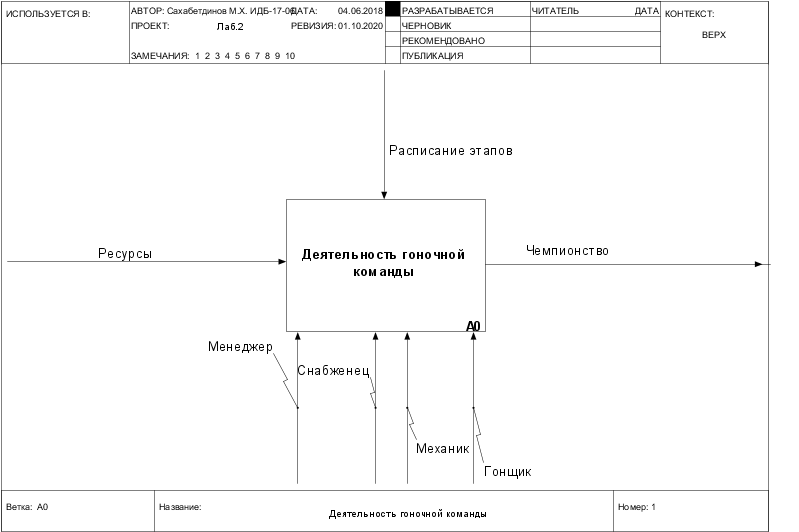 ИСПОЛЬЗУЕТСЯ В:
АВТОР: Сахабетдинов М.Х. ИДБ-17-06
ДАТА: 04.06.2018
РАЗРАБАТЫВАЕТСЯ
ЧИТАТЕЛЬ ДАТА
КОНТЕКСТ:
ПРОЕКТ: Лаб.2
РЕВИЗИЯ: 01.10.2020
ЧЕРНОВИК
ВЕРХ
РЕКОМЕНДОВАНО
ЗАМЕЧАНИЯ: 1 2 3 4 5 6 7 8 9 10
ПУБЛИКАЦИЯ
Расписание этапов
Ресурсы
Деятельность гоночной
команды
Чемпионство
A0
Менеджер
Снабженец
Механик
Гонщик
Ветка: A0
Название:
Деятельность гоночной команды
Номер: 1